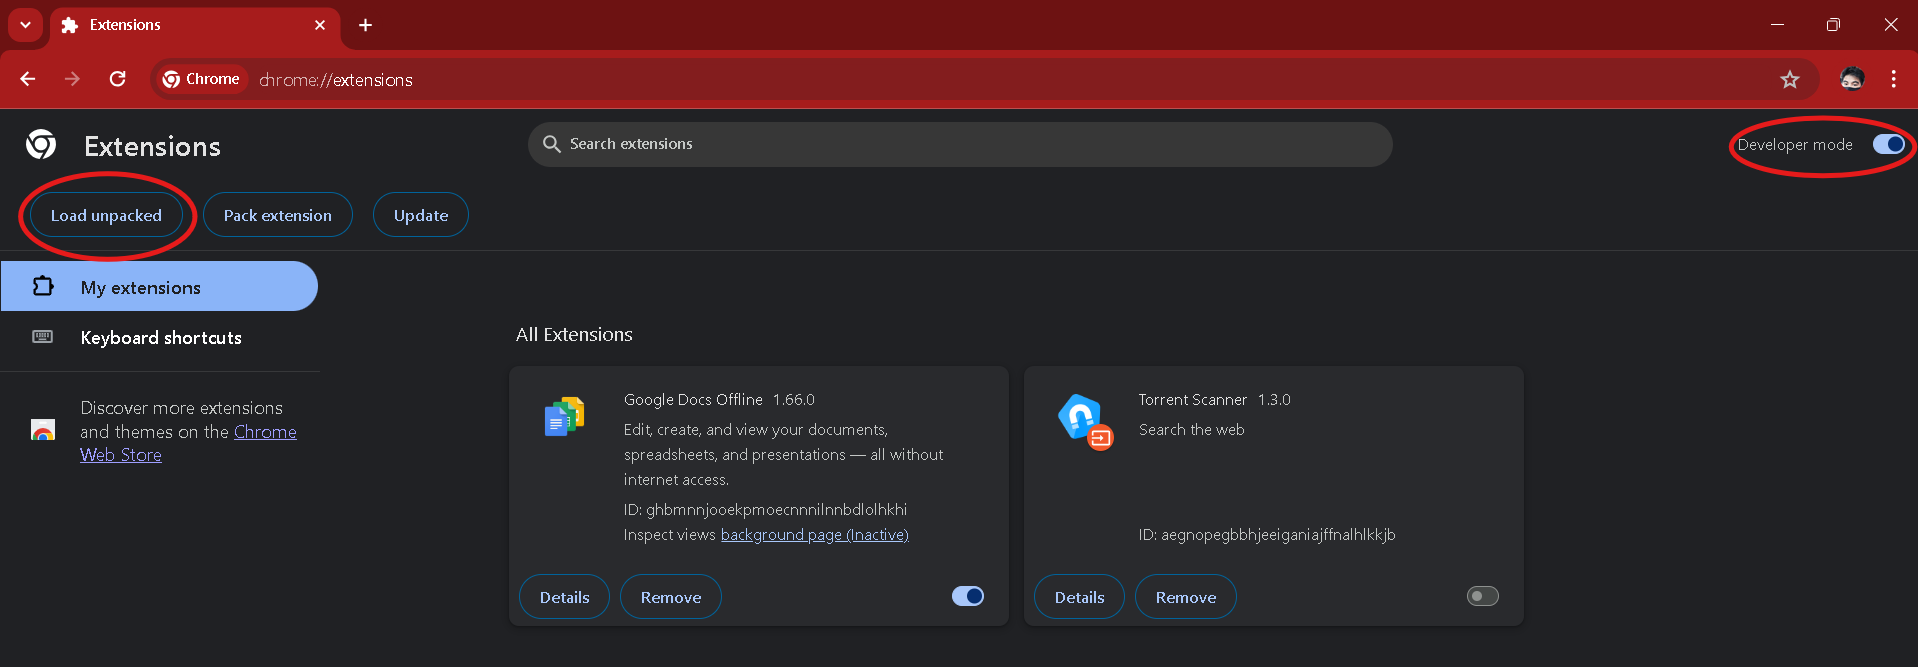 Extensions
Chrome
chrome://extensions
Extensions
Search extensions
Developer mode
Load unpacked
Pack extension
Update
My extensions
Keyboard shortcuts
Discover more extensions
and themes on the Chrome
Web Store
All Extensions
Google Docs Offline 1.66.0
Edit, create, and view your documents,
spreadsheets, and presentations — all without
internet access.
ID: ghbmnnjooekpmoecnnnilnnbdlolhkhi
Inspect views background page (Inactive)
Details
Remove
Torrent Scanner 1.3.0
Search the web
ID: aegnopegbbhjeeiganiajffnalhlkkjb
Details
Remove